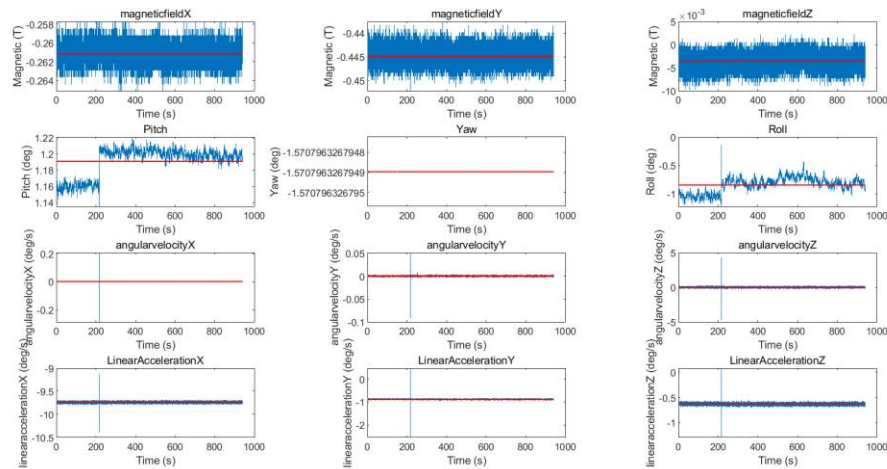 magneticfieldX
Magnetic (T)
-0.258
-0.26
-0.262
-0.264
0 200 400 600 800 1000
Time (s)
magneticfieldY
Magnetic (T)
-0.44
-0.445
-0.45
0 200 400 600 800 1000
Time (s)
magneticfieldZ
×10⁻³
Magnetic (T)
5
0
-5
-10
0 200 400 600 800 1000
Time (s)
Pitch
Pitch (deg)
1.22
1.2
1.18
1.16
1.14
0 200 400 600 800 1000
Time (s)
Yaw
Yaw (deg)
-1.5707963267948
-1.5707963267949
-1.570796326795
0 200 400 600 800 1000
Time (s)
Roll
Roll (deg)
0
-0.5
-1
0 200 400 600 800 1000
Time (s)
angularvelocityX
angularvelocityX (deg/s)
0.2
0
-0.2
0 200 400 600 800 1000
Time (s)
angularvelocityY
angularvelocityY (deg/s)
0.05
0
-0.05
-0.1
0 200 400 600 800 1000
Time (s)
angularvelocityZ
angularvelocityZ (deg/s)
5
0
-5
0 200 400 600 800 1000
Time (s)
LinearAccelerationX
linearaccelerationX (deg/s)
-9
-9.5
-10
-10.5
0 200 400 600 800 1000
Time (s)
LinearAccelerationY
linearaccelerationY (deg/s)
0
-1
-2
0 200 400 600 800 1000
Time (s)
LinearAccelerationZ
linearaccelerationZ (deg/s)
0
-0.5
-1
0 200 400 600 800 1000
Time (s)